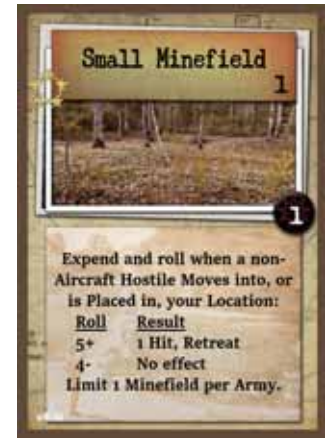 Small Minefield
1
1
Expend and roll when a non-
Aircraft Hostile Moves into, or
is Placed in, your Location:
Roll Result
5+ 1 Hit, Retreat
4- No effect
Limit 1 Minefield per Army.